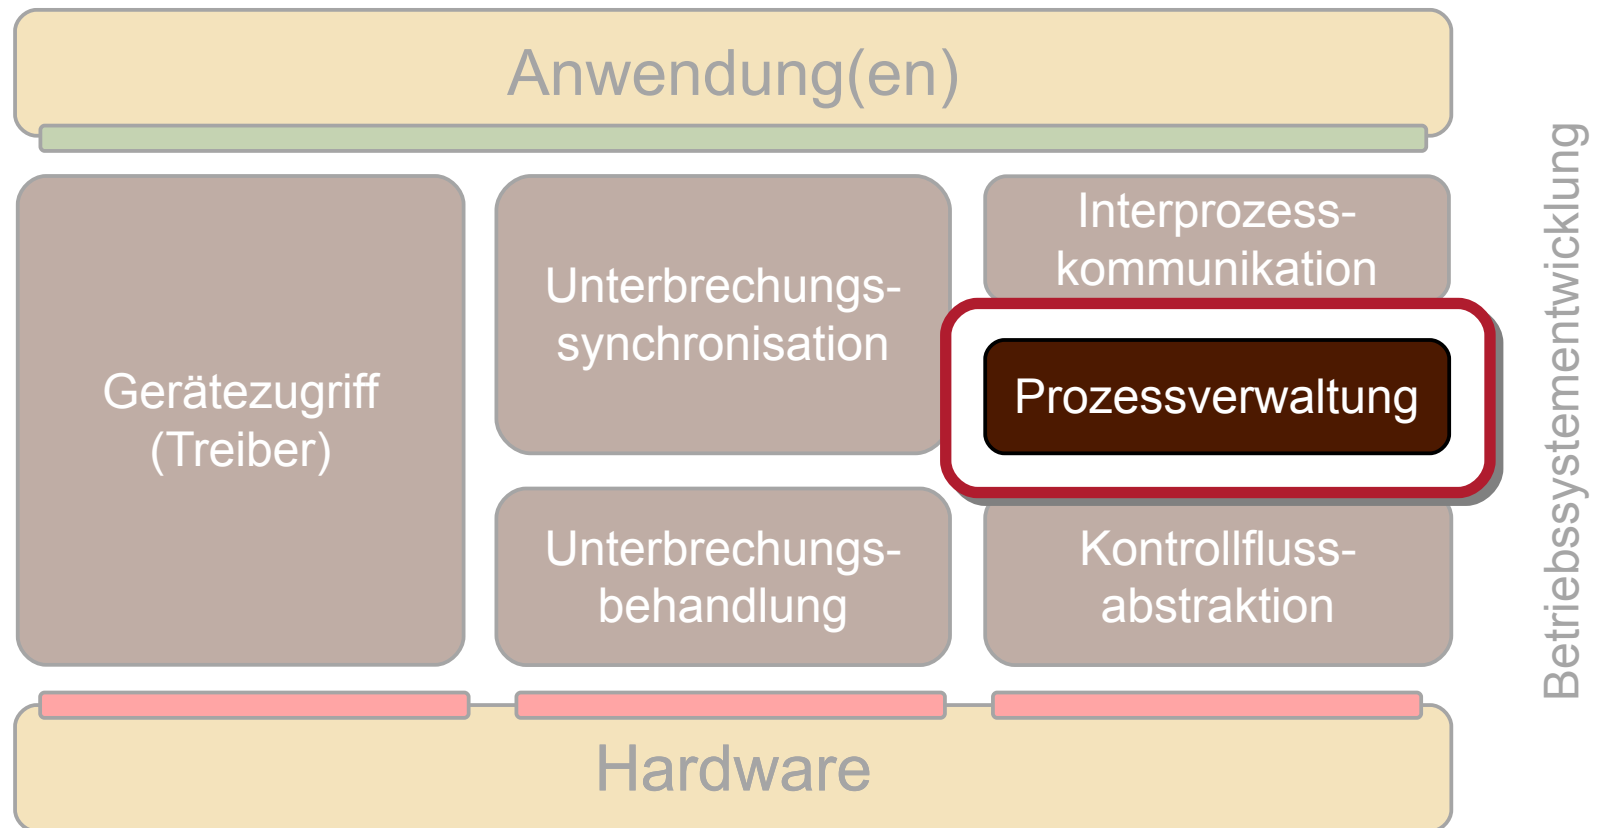 Anwendung(en)
Gerätezugriff
(Treiber)
Unterbrechungs-
synchronisation
Unterbrechungs-
behandlung
Interprozess-
kommunikation
Prozessverwaltung
Kontrollfluss-
abstraktion
Hardware
Betriebssystementwicklung